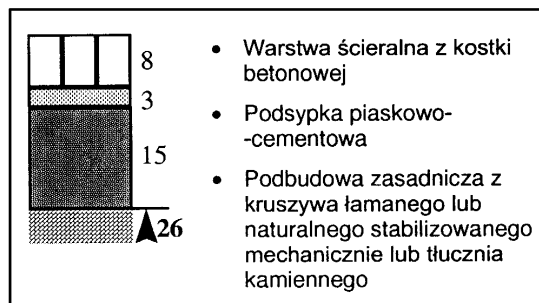 8
3
15
26
• Warstwa ścieralna z kostki
betonowej
• Podsypka piaskowo-
-cementowa
• Podbudowa zasadnicza z
kruszywa łamanego lub
naturalnego stabilizowanego
mechanicznie lub tłucznia
kamiennego